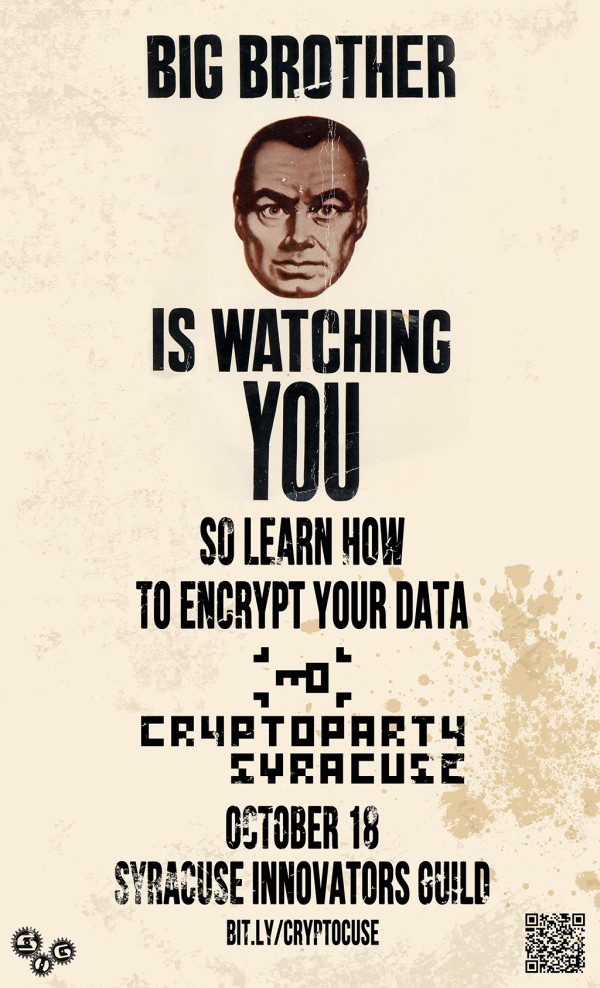 BIG BROTHER
IS WATCHING
YOU
SO LEARN HOW
TO ENCRYPT YOUR DATA
CRYPTOPARTY
SYRACUSE
OCTOBER 18
SYRACUSE INNOVATORS GUILD
BIT.LY/CRYPTOCUSE
S I G